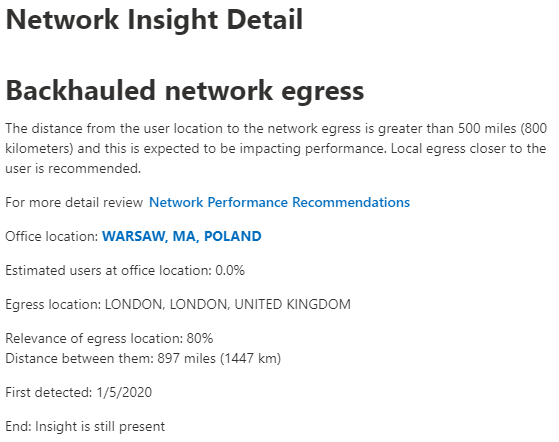 Network Insight Detail
Backhauled network egress
The distance from the user location to the network egress is greater than 500 miles (800
kilometers) and this is expected to be impacting performance. Local egress closer to the
user is recommended.
For more detail review Network Performance Recommendations
Office location: WARSAW, MA, POLAND
Estimated users at office location: 0.0%
Egress location: LONDON, LONDON, UNITED KINGDOM
Relevance of egress location: 80%
Distance between them: 897 miles (1447 km)
First detected: 1/5/2020
End: Insight is still present